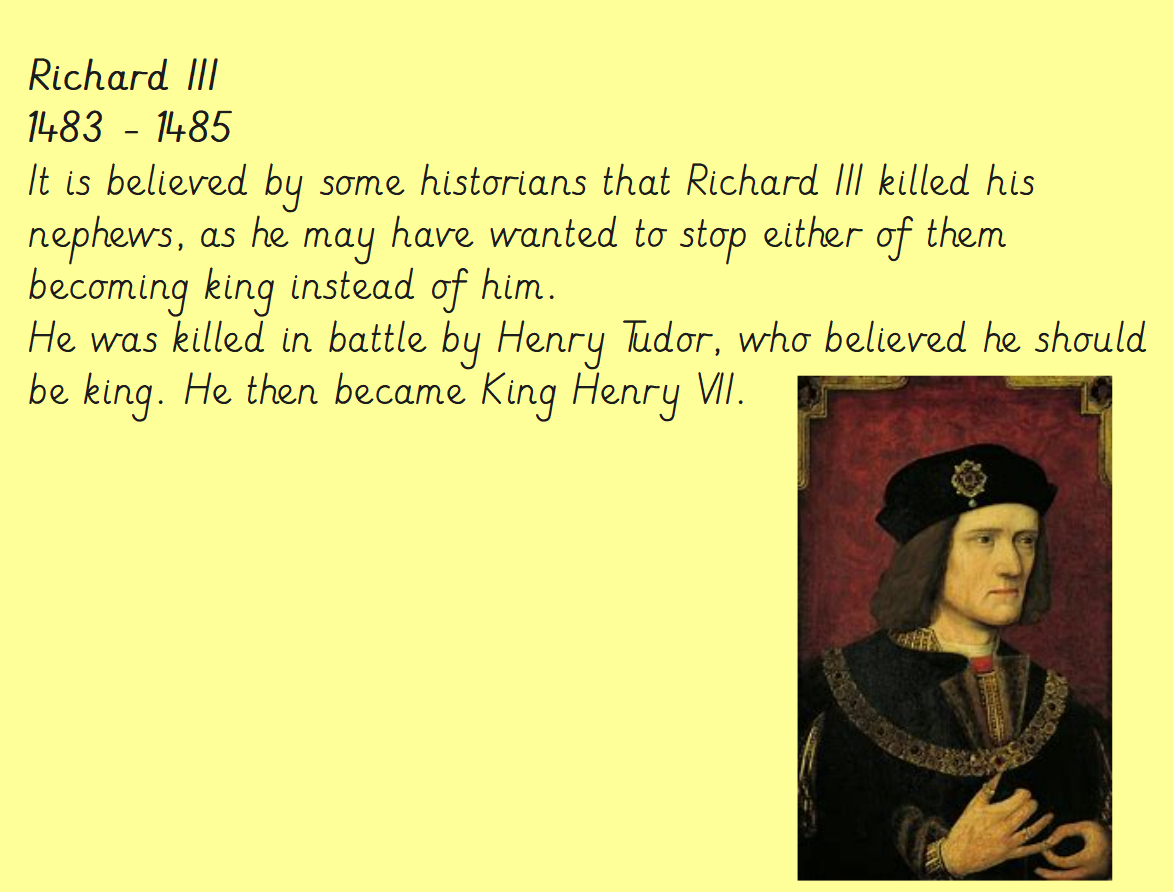 Richard III
1483 - 1485
It is believed by some historians that Richard III killed his
nephews, as he may have wanted to stop either of them
becoming king instead of him.
He was killed in battle by Henry Tudor, who believed he should
be king. He then became King Henry VII.